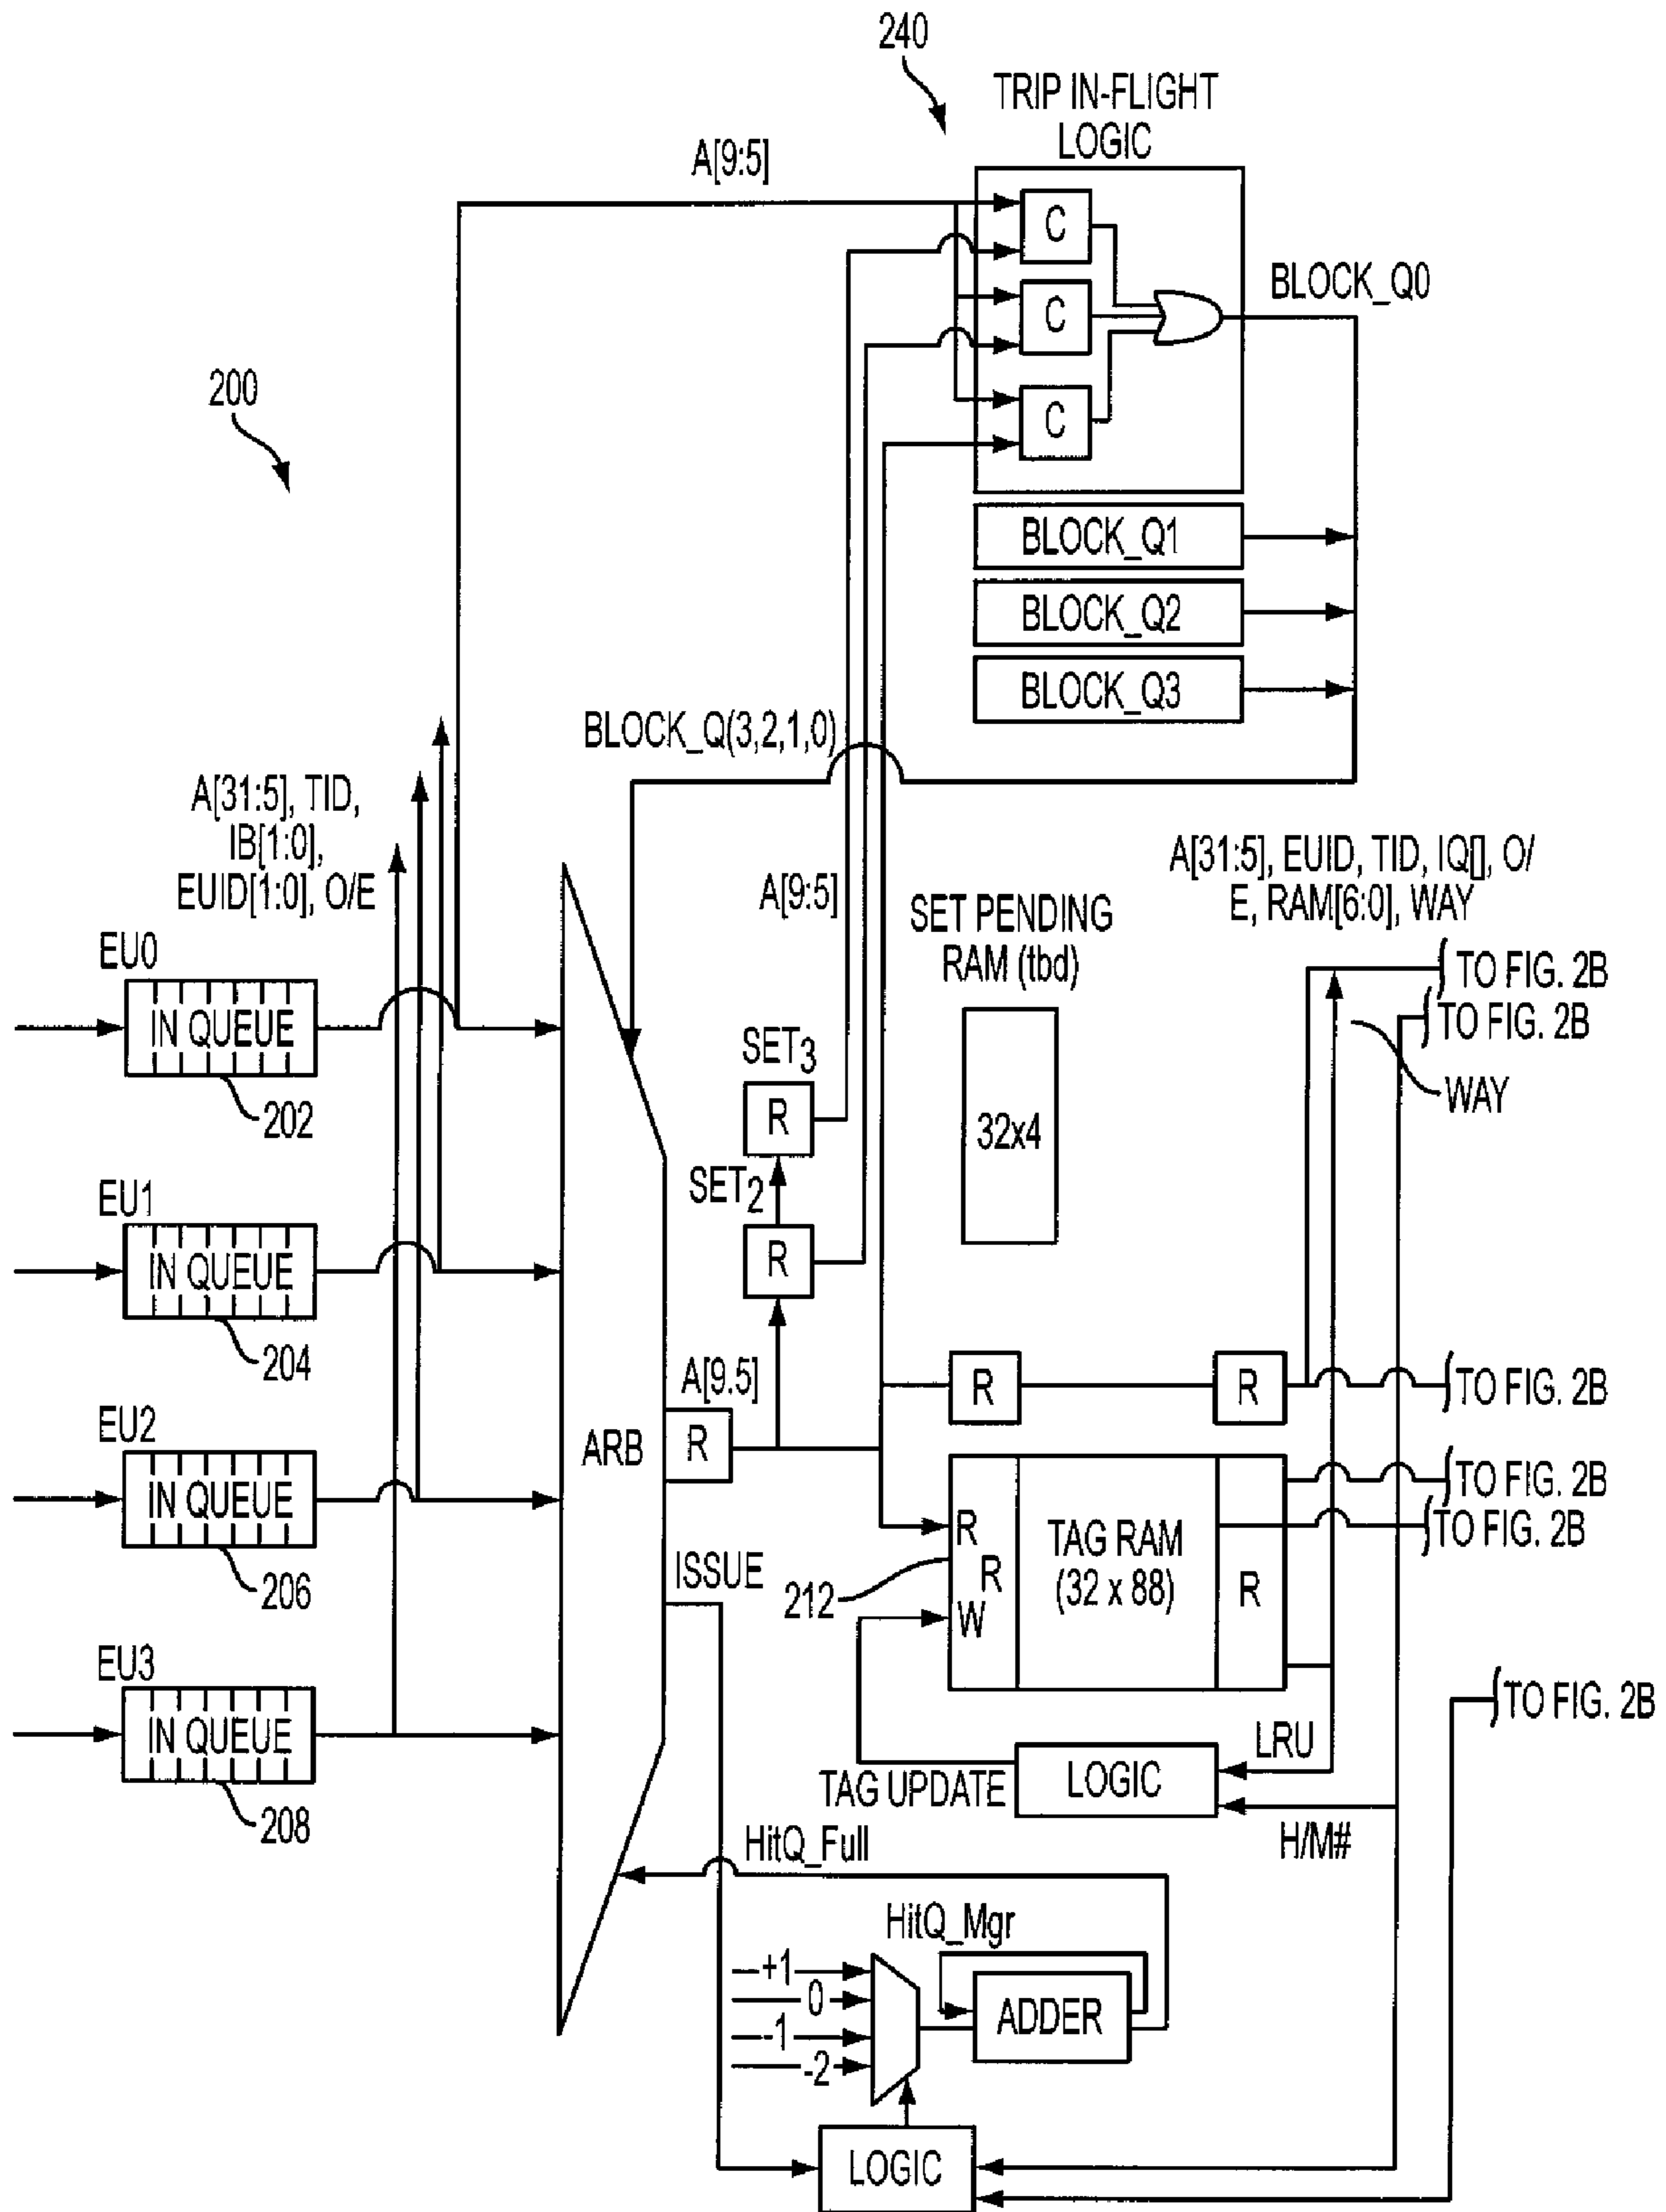 240
TRIP IN-FLIGHT
LOGIC
A[9:5]
C
C
C
BLOCK_Q0
200
BLOCK_Q1
BLOCK_Q2
BLOCK_Q3
BLOCK_Q(3,2,1,0)
A[31:5], TID,
IB[1:0],
EUID[1:0], O/E
A[9:5]
A[31:5], EUID, TID, IQ[], O/
E, RAM[6:0], WAY
SET PENDING
RAM (tbd)
32x4
TO FIG. 2B
TO FIG. 2B
WAY
EU0
IN QUEUE
202
SET3
R
SET2
R
EU1
IN QUEUE
204
A[9.5]
R
R
R
TO FIG. 2B
EU2
IN QUEUE
206
ARB
ISSUE
212
R
R
W
TAG RAM
(32 x 88)
R
TO FIG. 2B
TO FIG. 2B
EU3
IN QUEUE
208
TO FIG. 2B
LRU
LOGIC
TAG UPDATE
H/M#
HitQ_Full
HitQ_Mgr
+1
0
-1
-2
ADDER
LOGIC